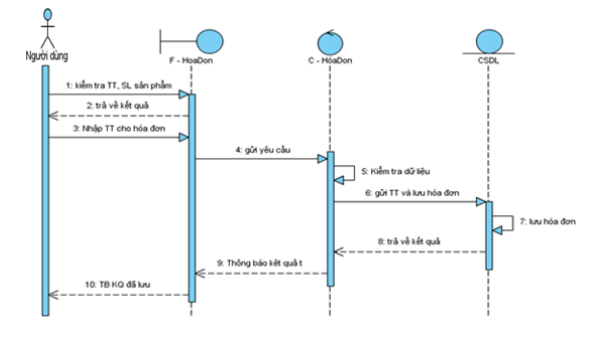 Người dùng
F - HoaDon
C - HoaDon
CSDL
1: kiểm tra TT, SL sản phẩm
2: trả về kết quả
3: Nhập TT cho hóa đơn
4: gửi yêu cầu
5: Kiểm tra dữ liệu
6: gửi TT và lưu hóa đơn
7: lưu hóa đơn
8: trả về kết quả
9: Thông báo kết quả t
10: TB KQ đã lưu